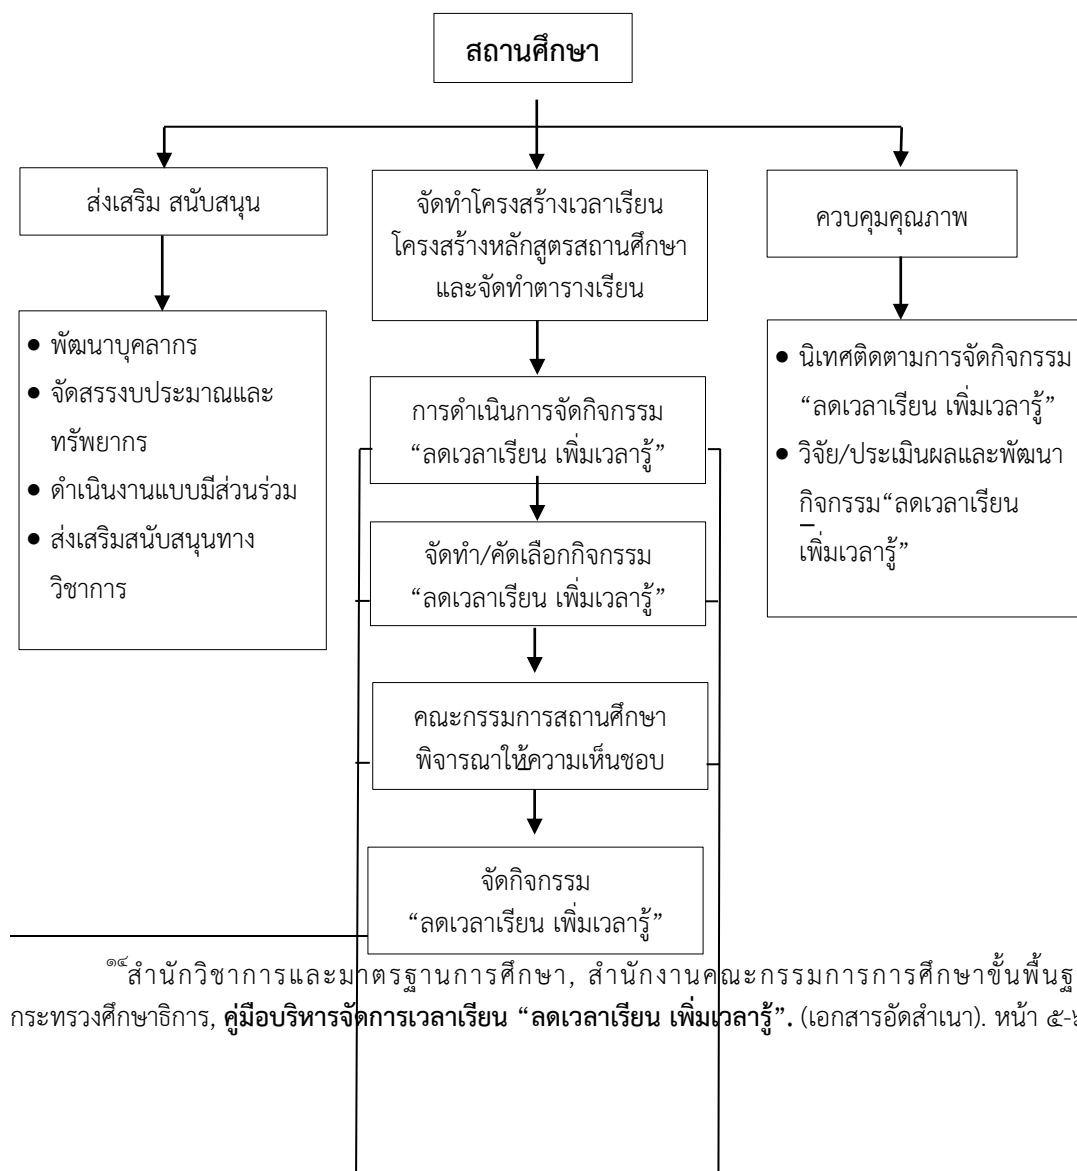 สถานศึกษา
ส่งเสริม สนับสนุน
● พัฒนาบุคลากร
● จัดสรรงบประมาณและ
ทรัพยากร
● ดำเนินงานแบบมีส่วนร่วม
● ส่งเสริมสนับสนุนทาง
วิชาการ
จัดทำโครงสร้างเวลาเรียน
โครงสร้างหลักสูตรสถานศึกษา
และจัดทำตารางเรียน
การดำเนินการจัดกิจกรรม
“ลดเวลาเรียน เพิ่มเวลารู้”
จัดทำ/คัดเลือกกิจกรรม
“ลดเวลาเรียน เพิ่มเวลารู้”
คณะกรรมการสถานศึกษา
พิจารณาให้ความเห็นชอบ
จัดกิจกรรม
“ลดเวลาเรียน เพิ่มเวลารู้”
ควบคุมคุณภาพ
● นิเทศติดตามการจัดกิจกรรม
“ลดเวลาเรียน เพิ่มเวลารู้”
● วิจัย/ประเมินผลและพัฒนา
กิจกรรม“ลดเวลาเรียน
เพิ่มเวลารู้”
๑๔สำนักวิชาการและมาตรฐานการศึกษา, สำนักงานคณะกรรมการการศึกษาขั้นพื้นฐ
กระทรวงศึกษาธิการ, คู่มือบริหารจัดการเวลาเรียน “ลดเวลาเรียน เพิ่มเวลารู้”. (เอกสารอัดสำเนา). หน้า ๕-